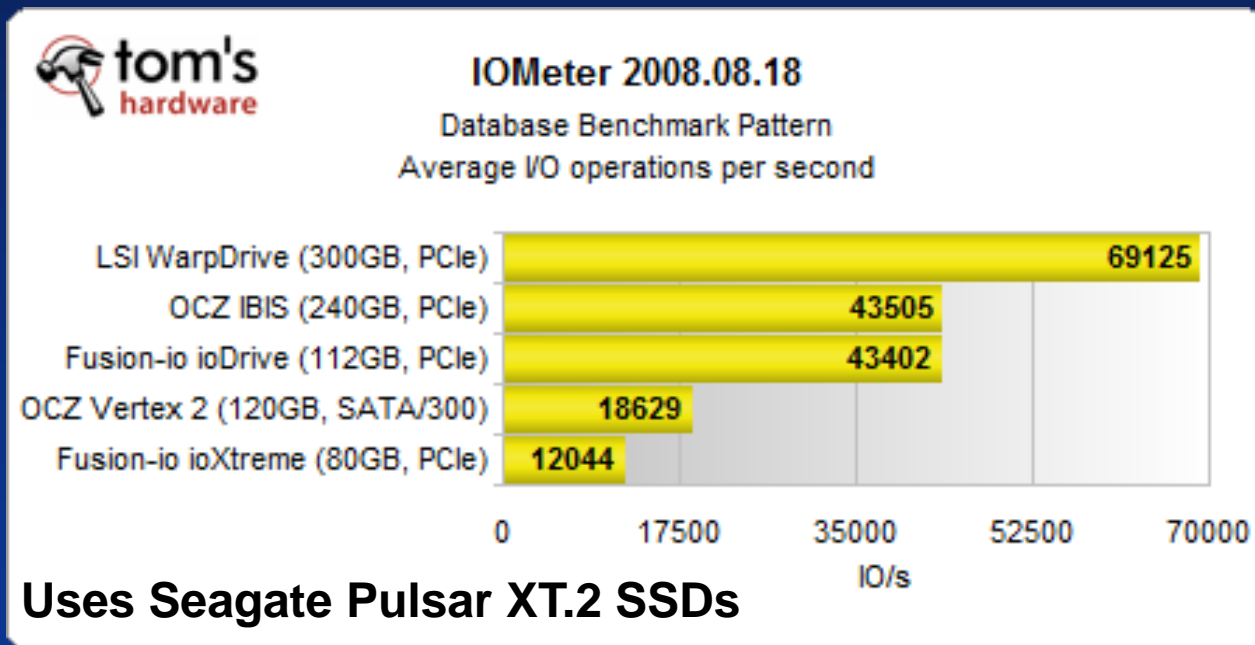 tom's
hardware
IOMeter 2008.08.18
Database Benchmark Pattern
Average I/O operations per second
LSI WarpDrive (300GB, PCIe) 69125
OCZ IBIS (240GB, PCIe) 43505
Fusion-io ioDrive (112GB, PCIe) 43402
OCZ Vertex 2 (120GB, SATA/300) 18629
Fusion-io ioXtreme (80GB, PCIe) 12044
0 17500 35000 52500 70000
IO/s
Uses Seagate Pulsar XT.2 SSDs